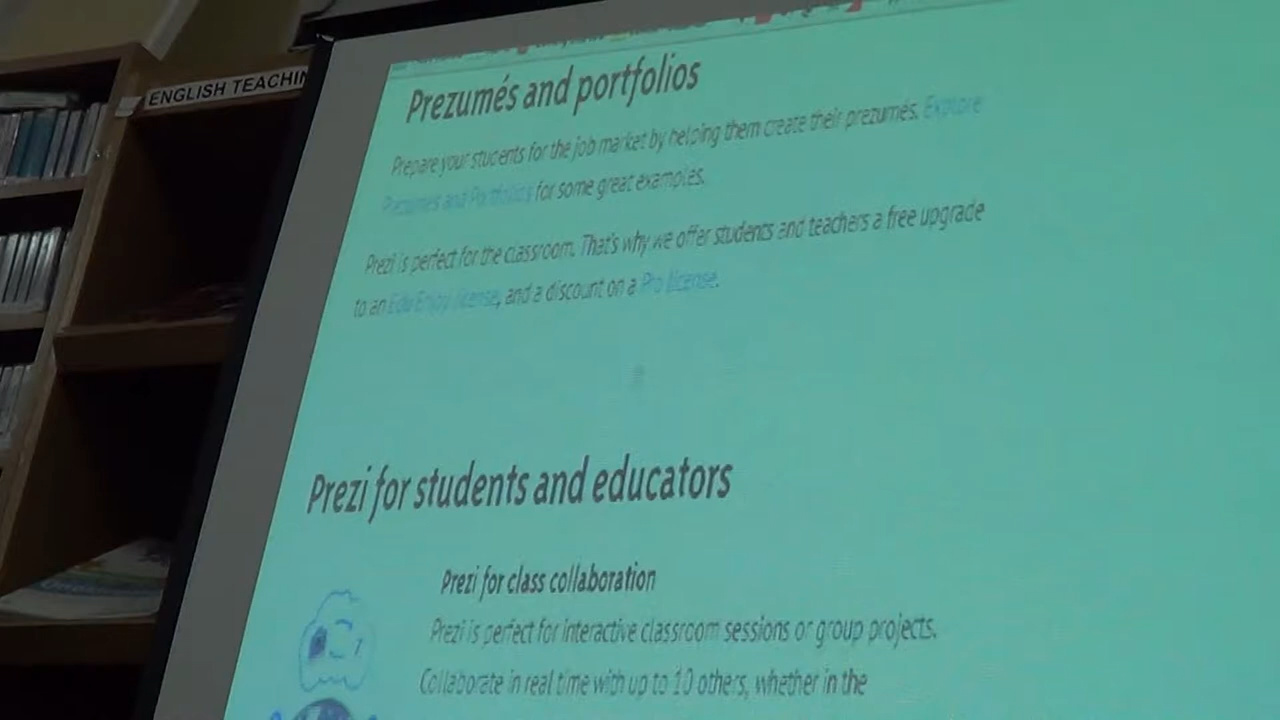 ENGLISH TEACHIN
Prezumés and portfolios
Prepare your students for the job market by helping them create their prezumés. Explore
Prezumés and Portfolios for some great examples.
Prezi is perfect for the classroom. That's why we offer students and teachers a free upgrade
to an Edu Enjoy license, and a discount on a Pro license.
Prezi for students and educators
Prezi for class collaboration
Prezi is perfect for interactive classroom sessions or group projects.
Collaborate in real time with up to 10 others, whether in the